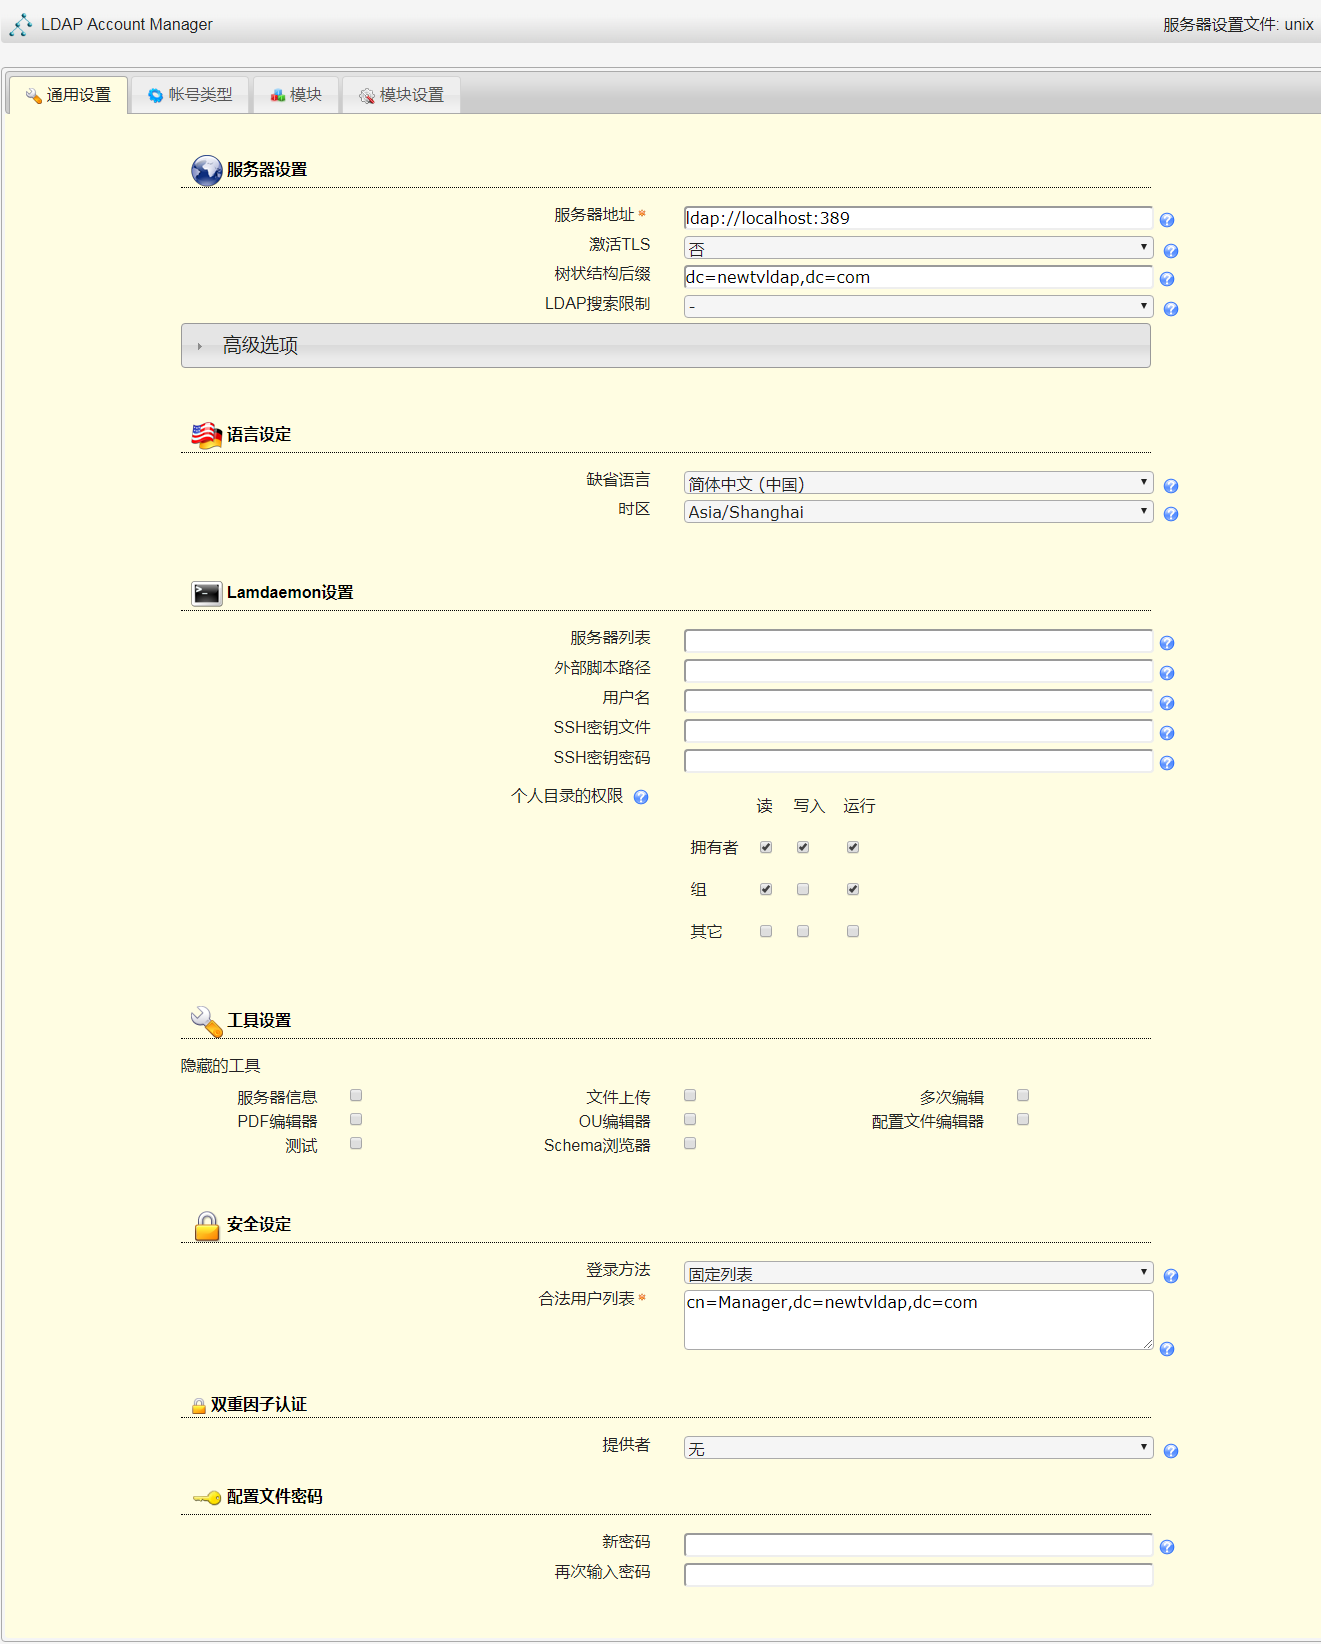 LDAP Account Manager
服务器设置文件: unix
通用设置 帐号类型 模块 模块设置
服务器设置
服务器地址* ldap://localhost:389
激活TLS 否
树状结构后缀 dc=newtvldap,dc=com
LDAP搜索限制 -
高级选项
语言设定
缺省语言 简体中文 (中国)
时区 Asia/Shanghai
Lamdaemon设置
服务器列表
外部脚本路径
用户名
SSH密钥文件
SSH密钥密码
个人目录的权限
读 写入 运行
拥有者
组
其它
工具设置
隐藏的工具
服务器信息 文件上传 多次编辑
PDF编辑器 OU编辑器 配置文件编辑器
测试 Schema浏览器
安全设定
登录方法 固定列表
合法用户列表* cn=Manager,dc=newtvldap,dc=com
双重因子认证
提供者 无
配置文件密码
新密码
再次输入密码